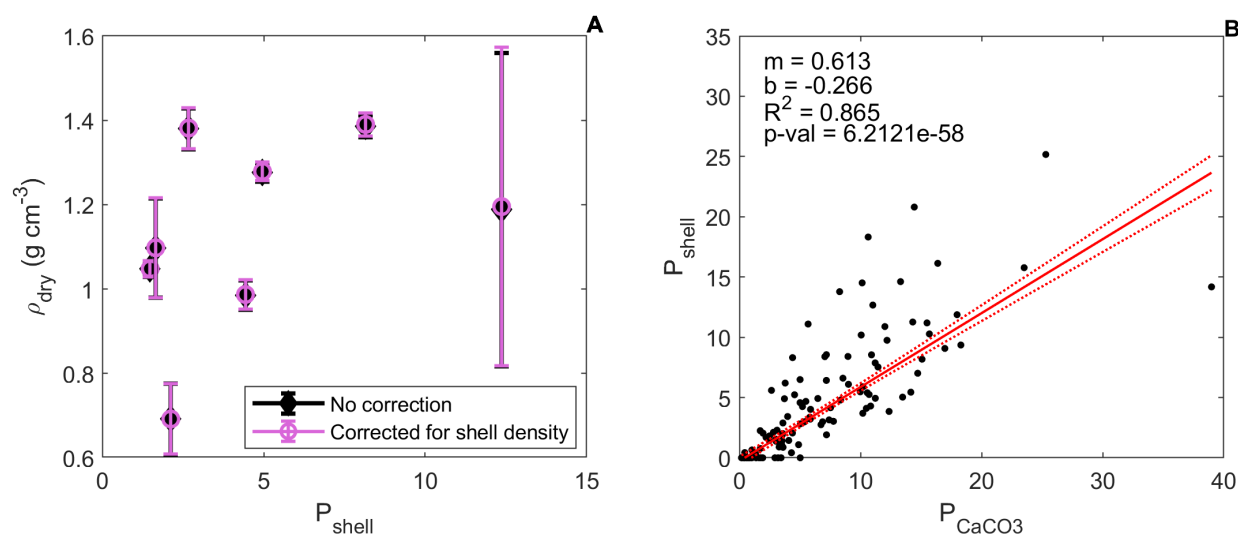 A
1.6
1.4
1.2
1
0.8
0.6
ρdry (g cm-3)
No correction
Corrected for shell density
0 5 10 15
Pshell
B
35
30
25
20
15
10
5
0
Pshell
m = 0.613
b = -0.266
R2 = 0.865
p-val = 6.2121e-58
0 10 20 30 40
PCaCO3